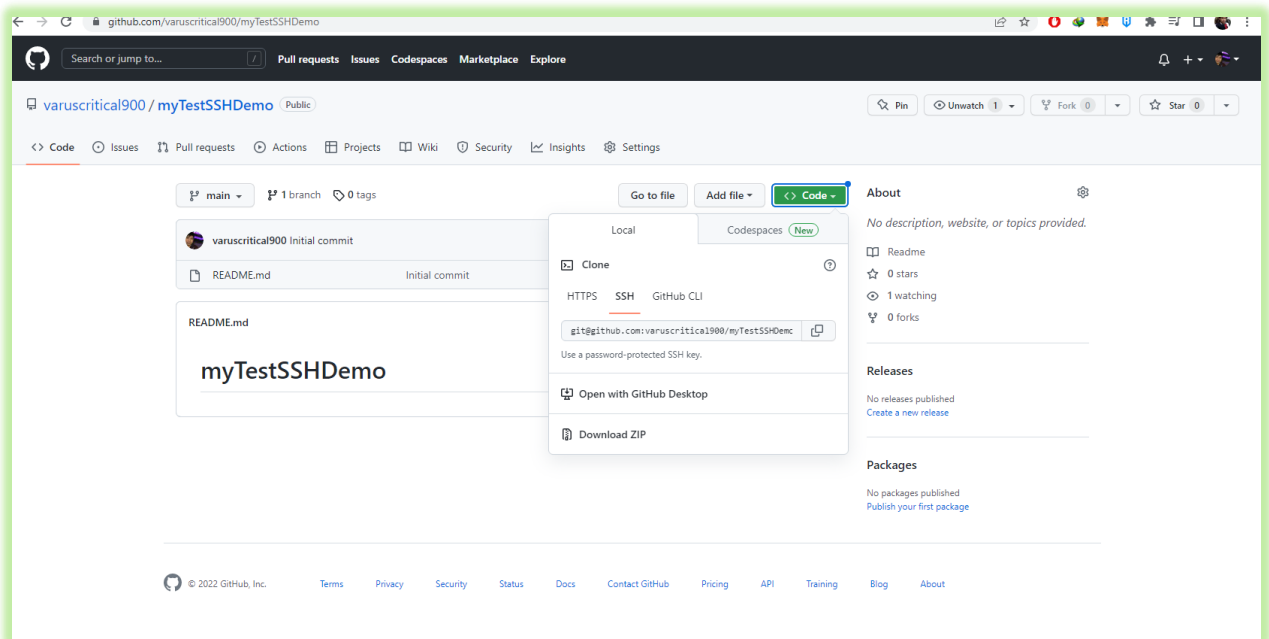 github.com/varuscritical900/myTestSSHDemo
Search or jump to... / Pull requests Issues Codespaces Marketplace Explore
varuscritical900 / myTestSSHDemo Public
Pin Unwatch 1 Fork 0 Star 0
Code Issues Pull requests Actions Projects Wiki Security Insights Settings
main 1 branch 0 tags Go to file Add file Code
varuscritical900 Initial commit
README.md Initial commit
README.md
myTestSSHDemo
Local Codespaces New
Clone
HTTPS SSH GitHub CLI
git@github.com:varuscritical900/myTestSSHDemc
Use a password-protected SSH key.
Open with GitHub Desktop
Download ZIP
About
No description, website, or topics provided.
Readme
0 stars
1 watching
0 forks
Releases
No releases published
Create a new release
Packages
No packages published
Publish your first package
© 2022 GitHub, Inc. Terms Privacy Security Status Docs Contact GitHub Pricing API Training Blog About